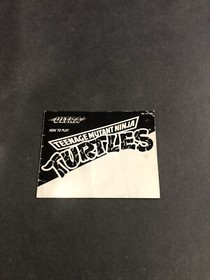 ULTRA
HOW TO PLAY
TEENAGE MUTANT NINJA
TURTLES